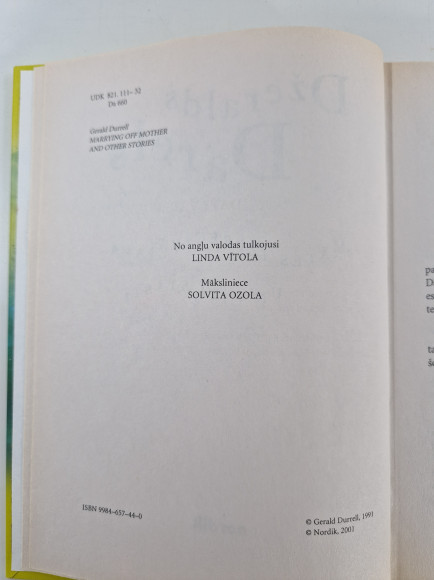 UDK 821. 111– 32
Da 660
Gerald Durrell
MARRYING OFF MOTHER
AND OTHER STORIES
No angļu valodas tulkojusi
LINDA VĪTOLA
Māksliniece
SOLVITA OZOLA
ISBN 9984–657–44–0
© Gerald Durrell, 1991
© Nordik, 2001